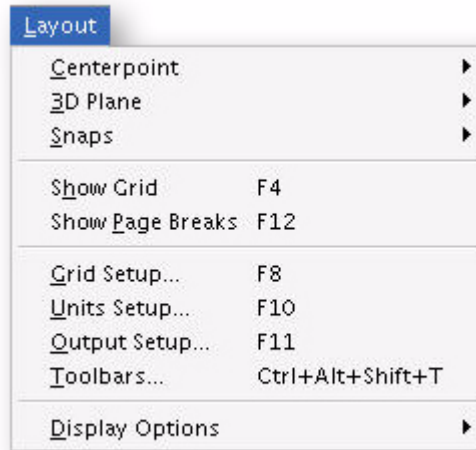 Layout
Centerpoint
3D Plane
Snaps
Show Grid F4
Show Page Breaks F12
Grid Setup... F8
Units Setup... F10
Output Setup... F11
Toolbars... Ctrl+Alt+Shift+T
Display Options